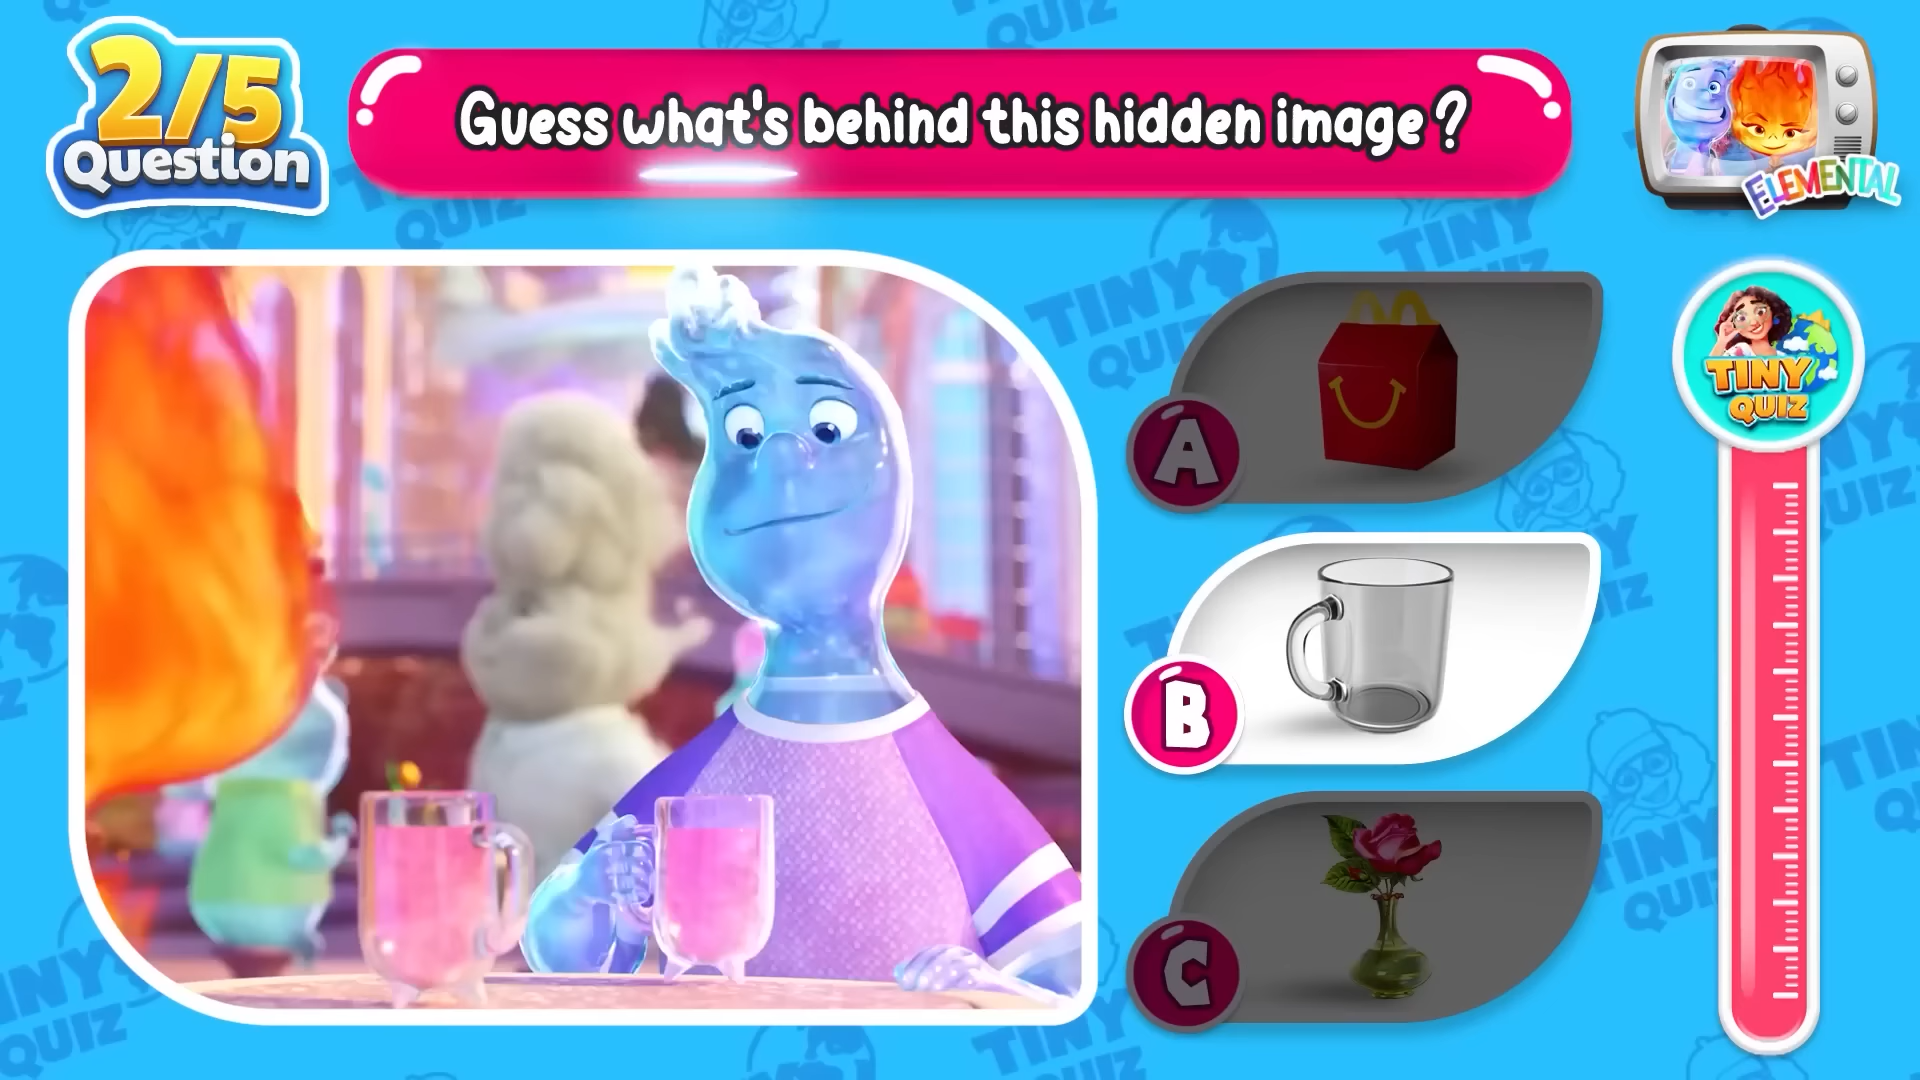 2/5
Question
Guess what's behind this hidden image?
ELEMENTAL
TINY
QUIZ
A
B
C